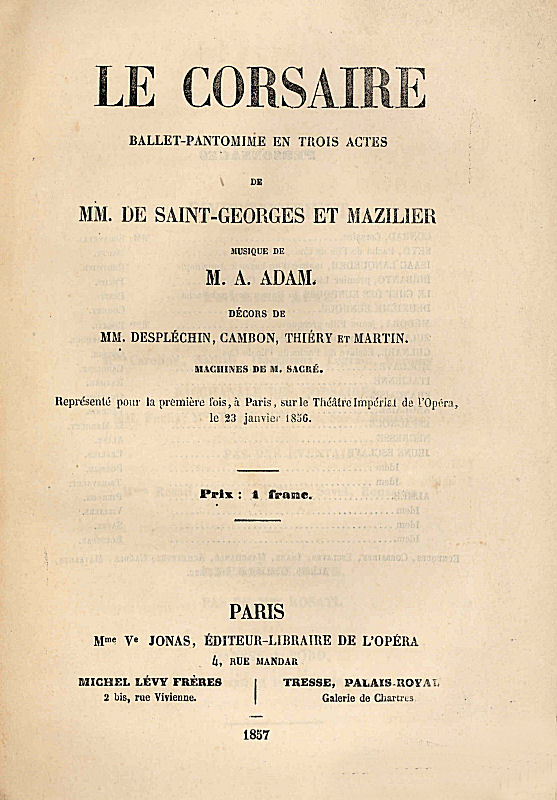 LE CORSAIRE
BALLET-PANTOMIME EN TROIS ACTES
DE
MM. DE SAINT-GEORGES ET MAZILIER
MUSIQUE DE
M. A. ADAM.
DÉCORS DE
MM. DESPLÉCHIN, CAMBON, THIÉRY ET MARTIN.
MACHINES DE M. SACRÉ.
Représenté pour la première fois, à Paris, sur le Théâtre Impérial de l'Opéra,
le 23 janvier 1856.
Prix : 1 franc.
PARIS
Mme Ve JONAS, ÉDITEUR-LIBRAIRE DE L'OPÉRA
4, RUE MANDAR
MICHEL LÉVY FRÈRES
2 bis, rue Vivienne.
TRESSE, PALAIS-ROYAL
Galerie de Chartres
1857